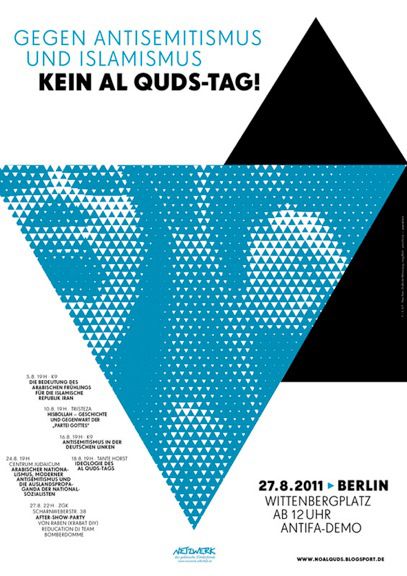 GEGEN ANTISEMITISMUS
UND ISLAMISMUS
KEIN AL QUDS-TAG!
5.8. 19H · K9
DIE BEDEUTUNG DES
ARABISCHEN FRÜHLINGS
FÜR DIE ISLAMISCHE
REPUBLIK IRAN
10.8. 19H · TRISTEZA
HISBOLLAH – GESCHICHTE
UND GEGENWART DER
„PARTEI GOTTES“
16.8. 19H · K9
ANTISEMITISMUS IN DER
DEUTSCHEN LINKEN
18.8. 19H · TANTE HORST
IDEOLOGIE DES
AL QUDS-TAGS
24.8. 19H
CENTRUM JUDAICUM
ARABISCHER NATIONA-
LISMUS, MODERNER
ANTISEMITISMUS UND
DIE AUSLANDSPROPA-
GANDA DER NATIONAL-
SOZIALISTEN
27.8. 22H · ZGK
SCHARNWEBERSTR. 38
AFTER-SHOW-PARTY
VON RABEN (KRABAT DIY)
REDUCATION DJ TEAM
BOMBERDOMME
27.8.2011 ▸ BERLIN
WITTENBERGPLATZ
AB 12 UHR
ANTIFA-DEMO
NETZWERK
WWW.NOALQUDS.BLOGSPORT.DE